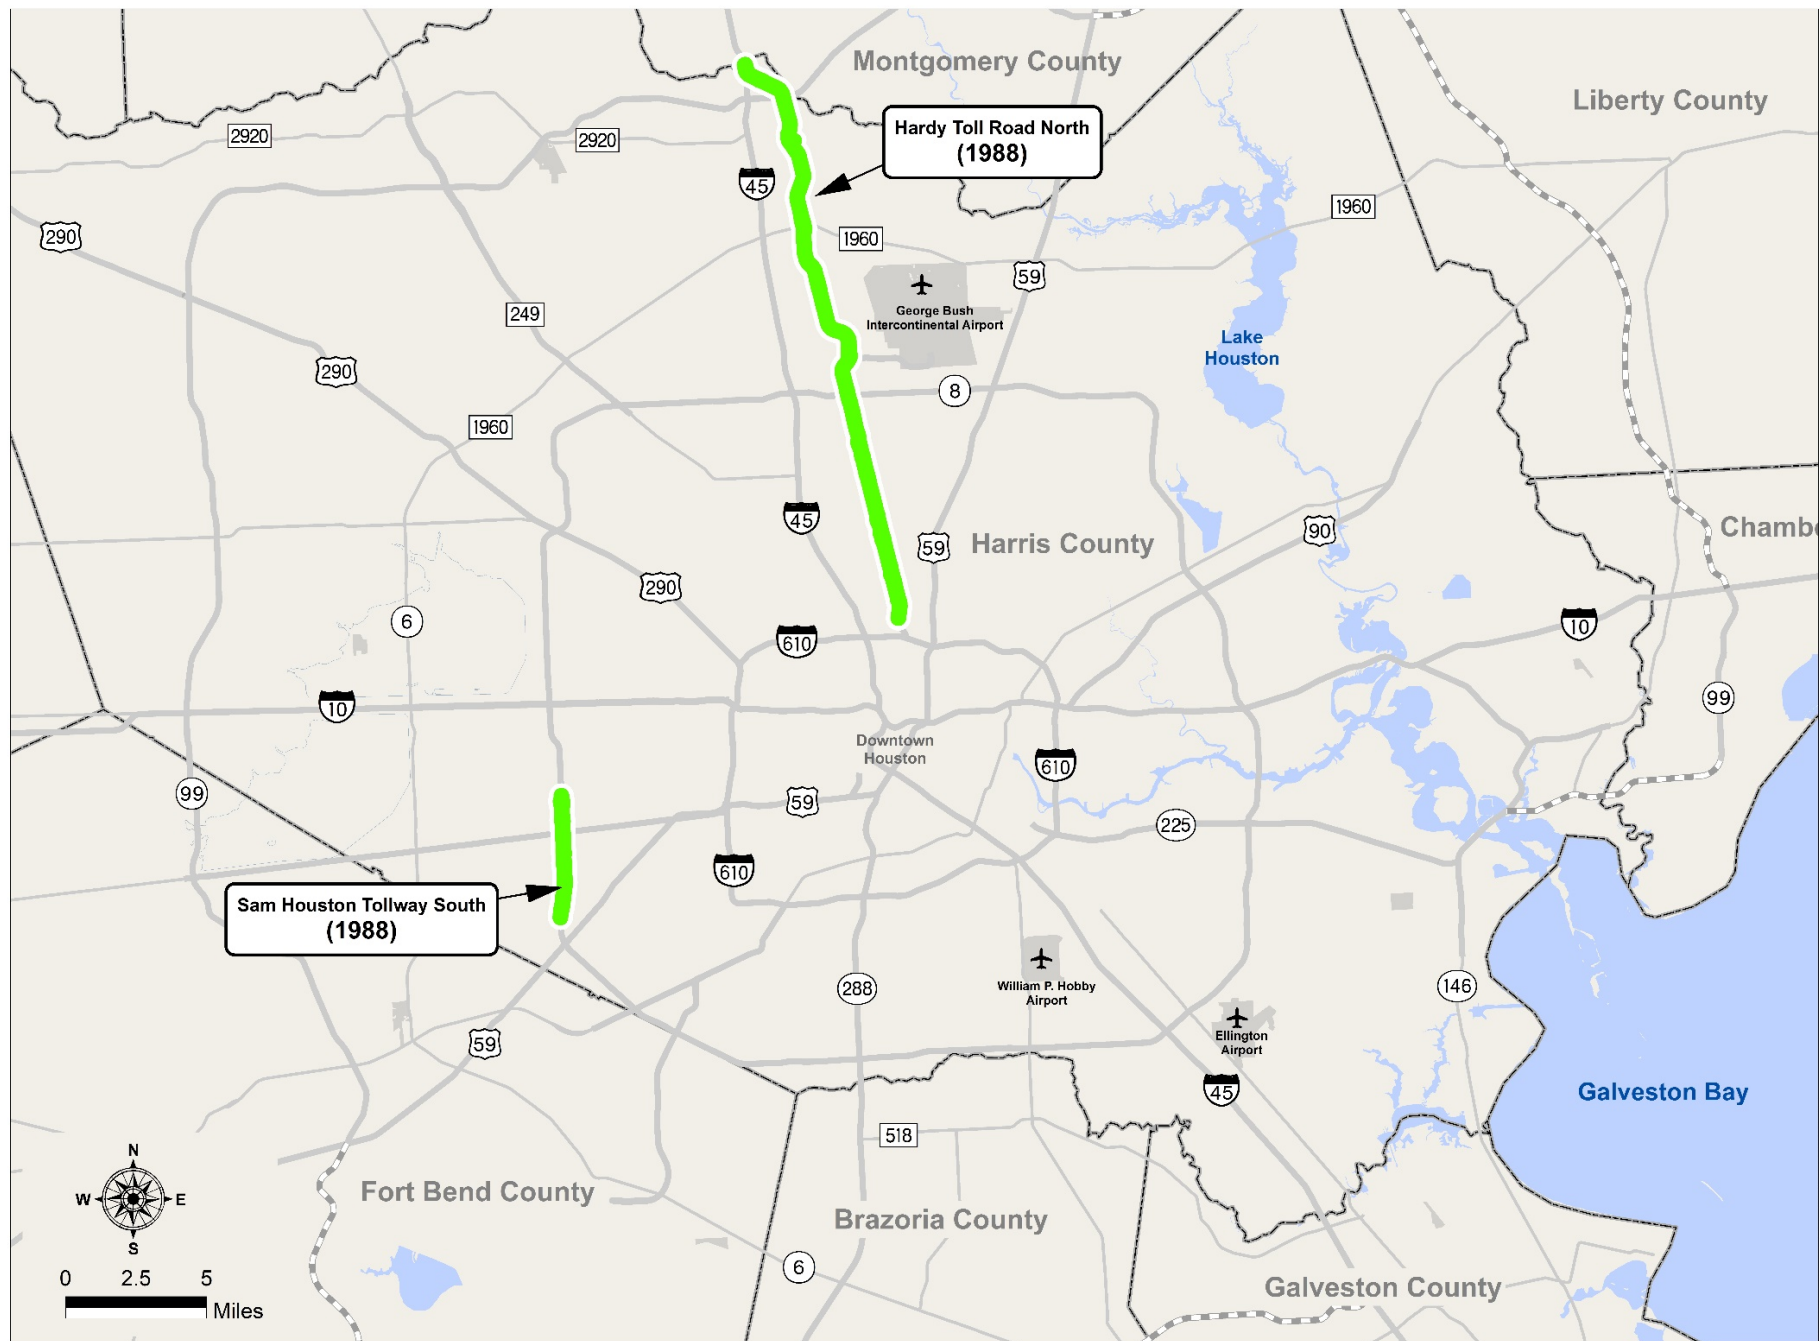 Montgomery County
Liberty County
Hardy Toll Road North
(1988)
2920
2920
45
1960
290
1960
59
George Bush
Intercontinental Airport
249
Lake
Houston
290
8
1960
45
59
Harris County
90
Chambe
290
6
610
10
10
99
Downtown
Houston
610
99
59
225
610
Sam Houston Tollway South
(1988)
William P. Hobby
Airport
288
146
Ellington
Airport
59
45
Galveston Bay
518
N
W
E
S
Fort Bend County
Brazoria County
6
Galveston County
0 2.5 5
Miles